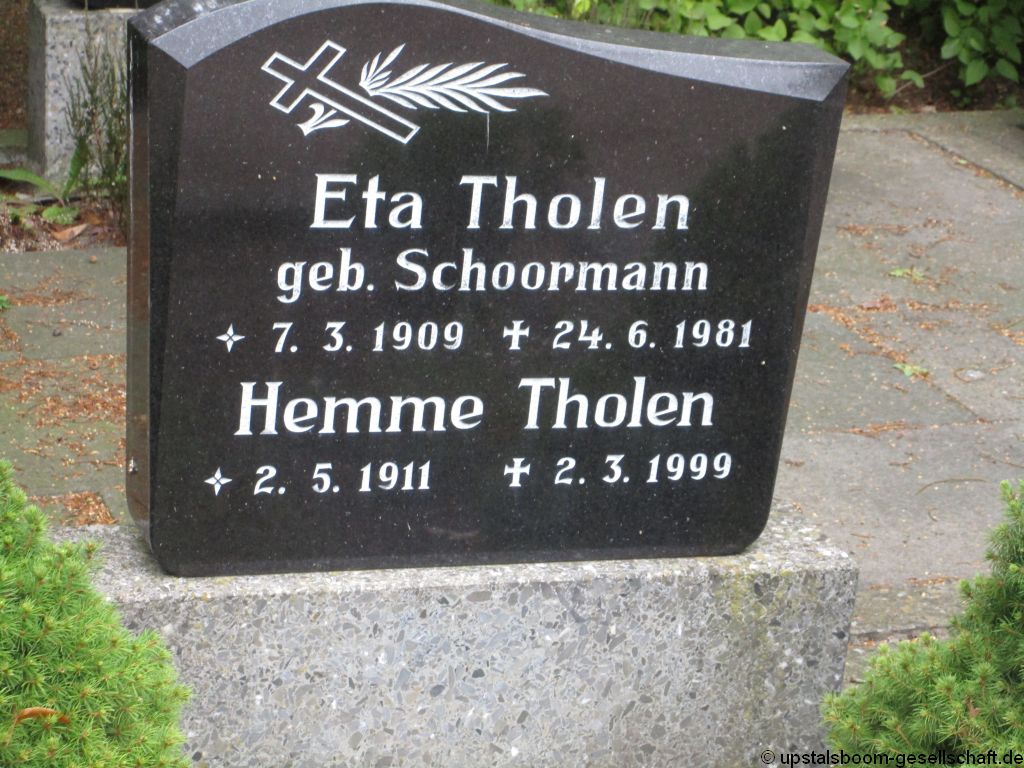 Eta Tholen
geb. Schoormann
✧ 7. 3. 1909 ✝ 24. 6. 1981
Hemme Tholen
✧ 2. 5. 1911 ✝ 2. 3. 1999
© upstalsboom-gesellschaft.de